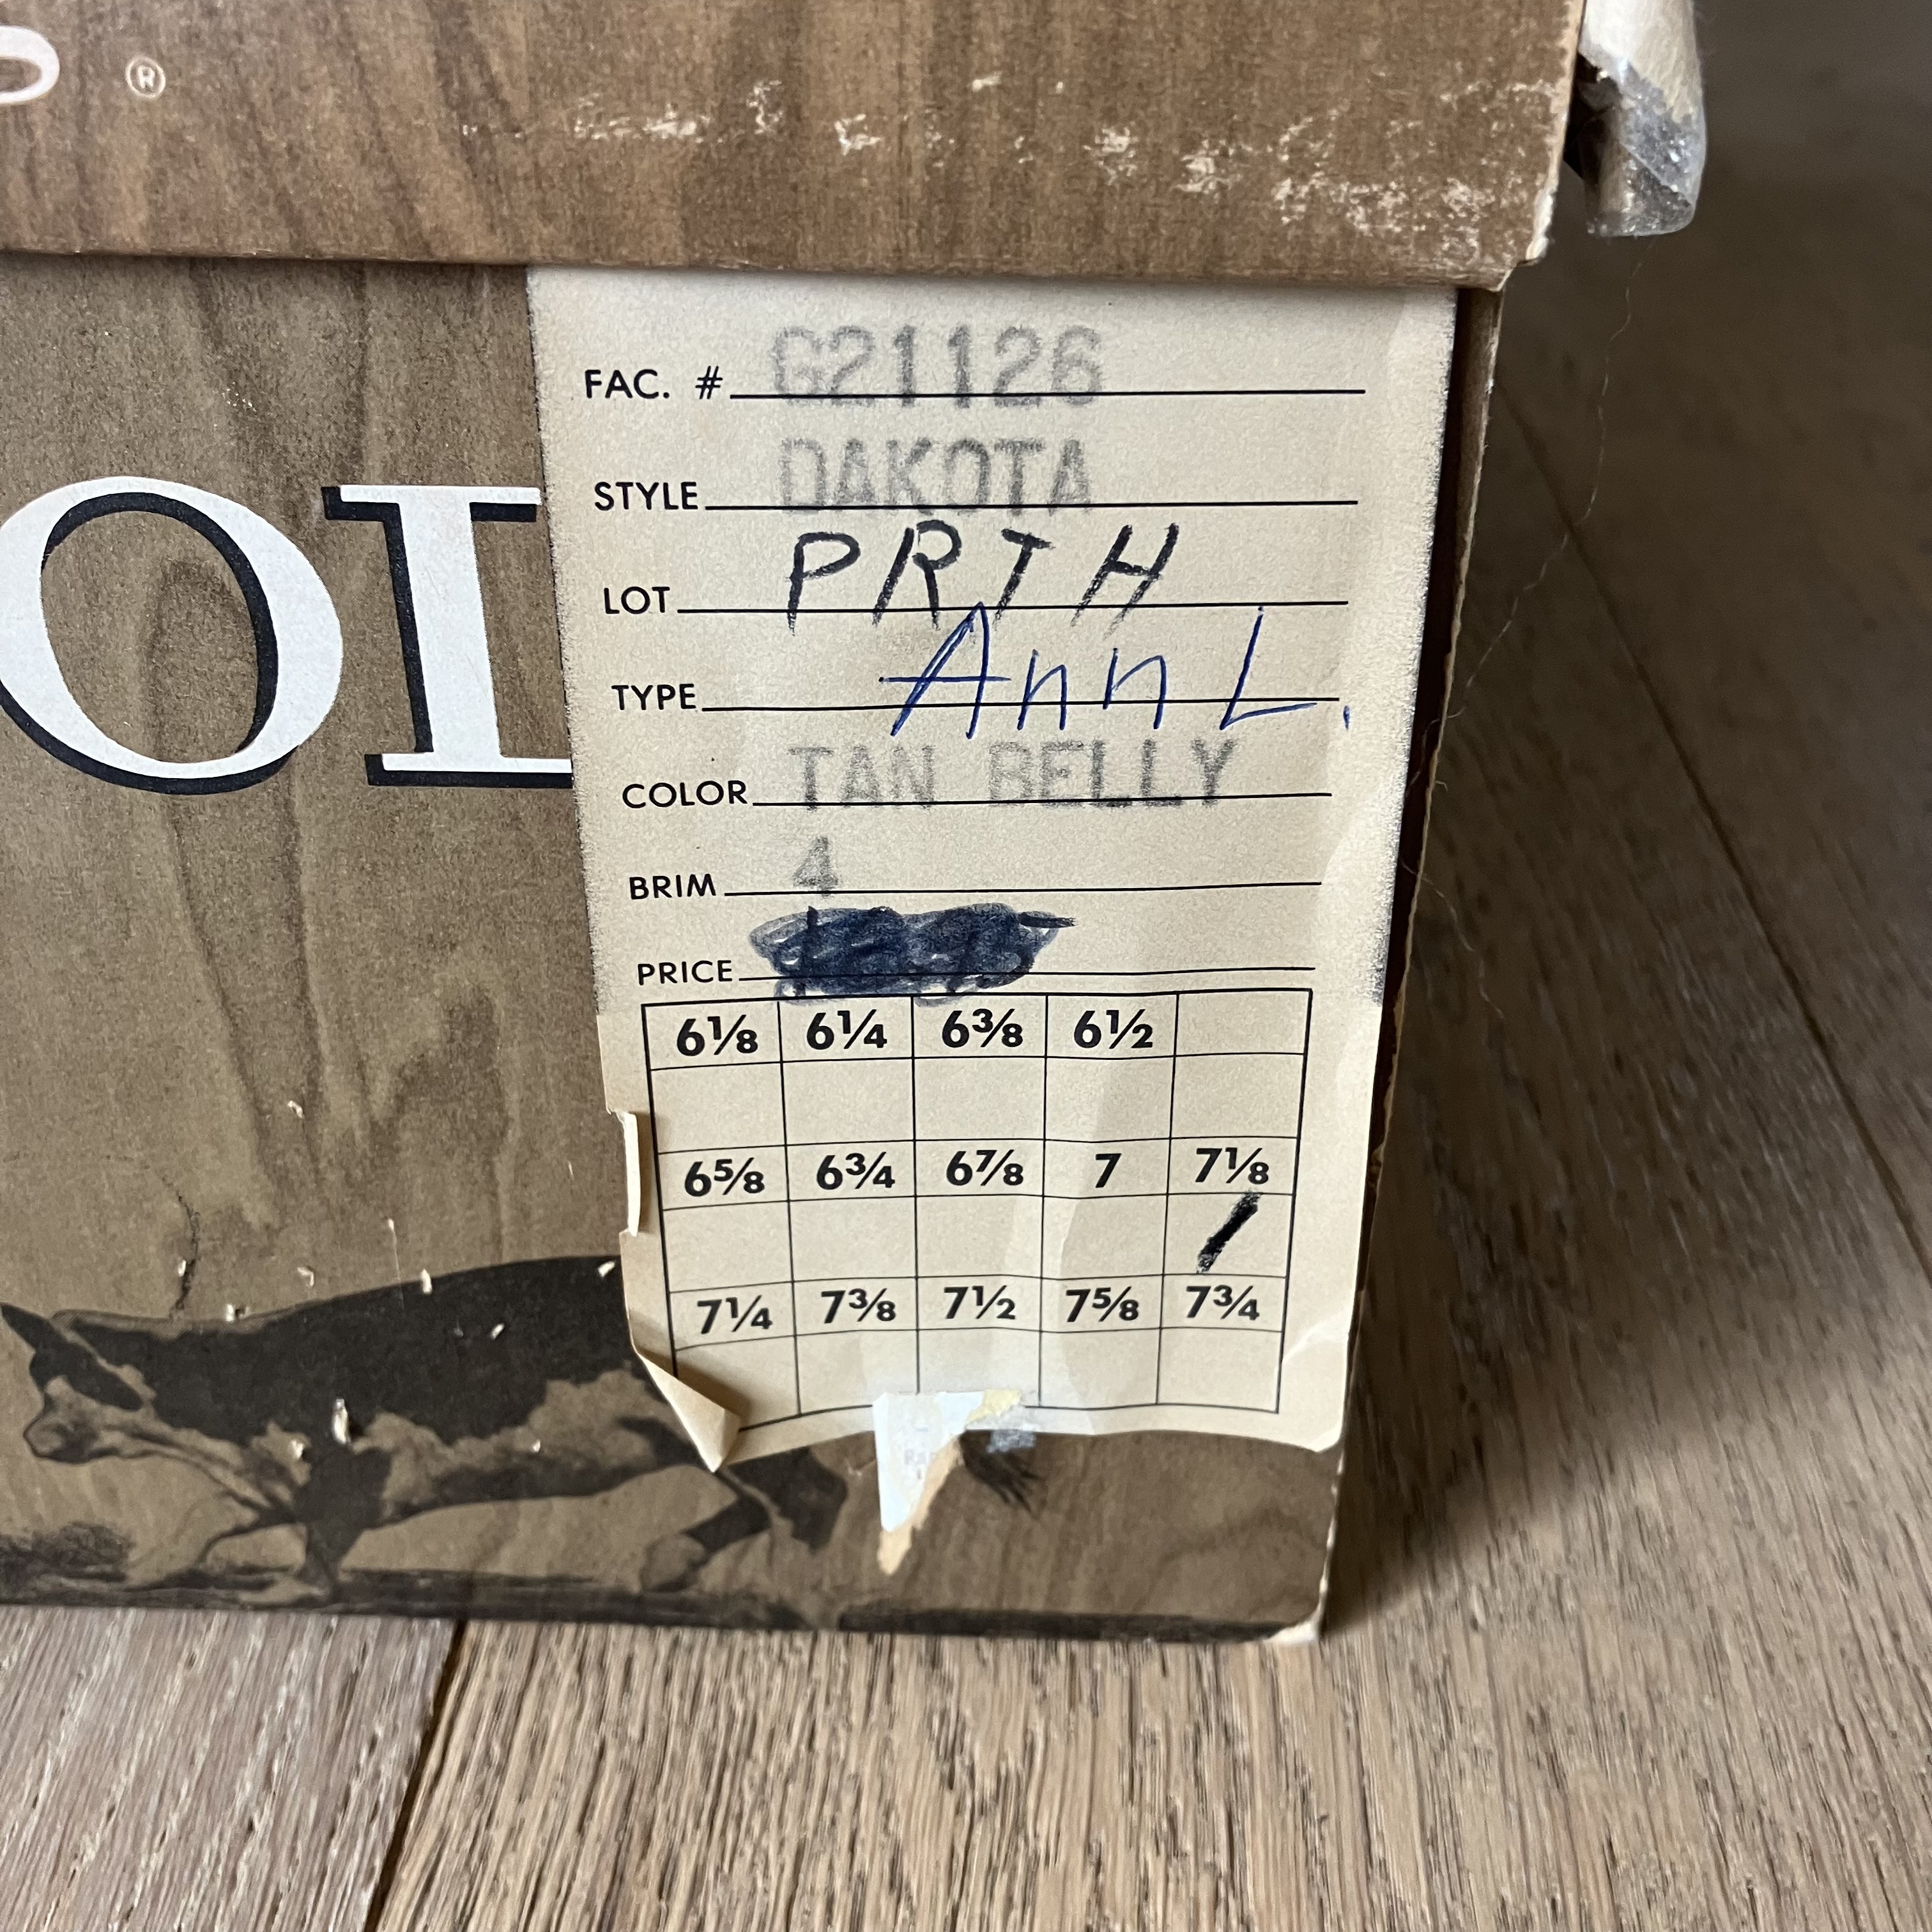 ®
OL
FAC. # G21126
STYLE DAKOTA
LOT PRTH
TYPE Ann L.
COLOR TAN BELLY
BRIM 4
PRICE
6⅛ 6¼ 6⅜ 6½
6⅝ 6¾ 6⅞ 7 7⅛
/
7¼ 7⅜ 7½ 7⅝ 7¾